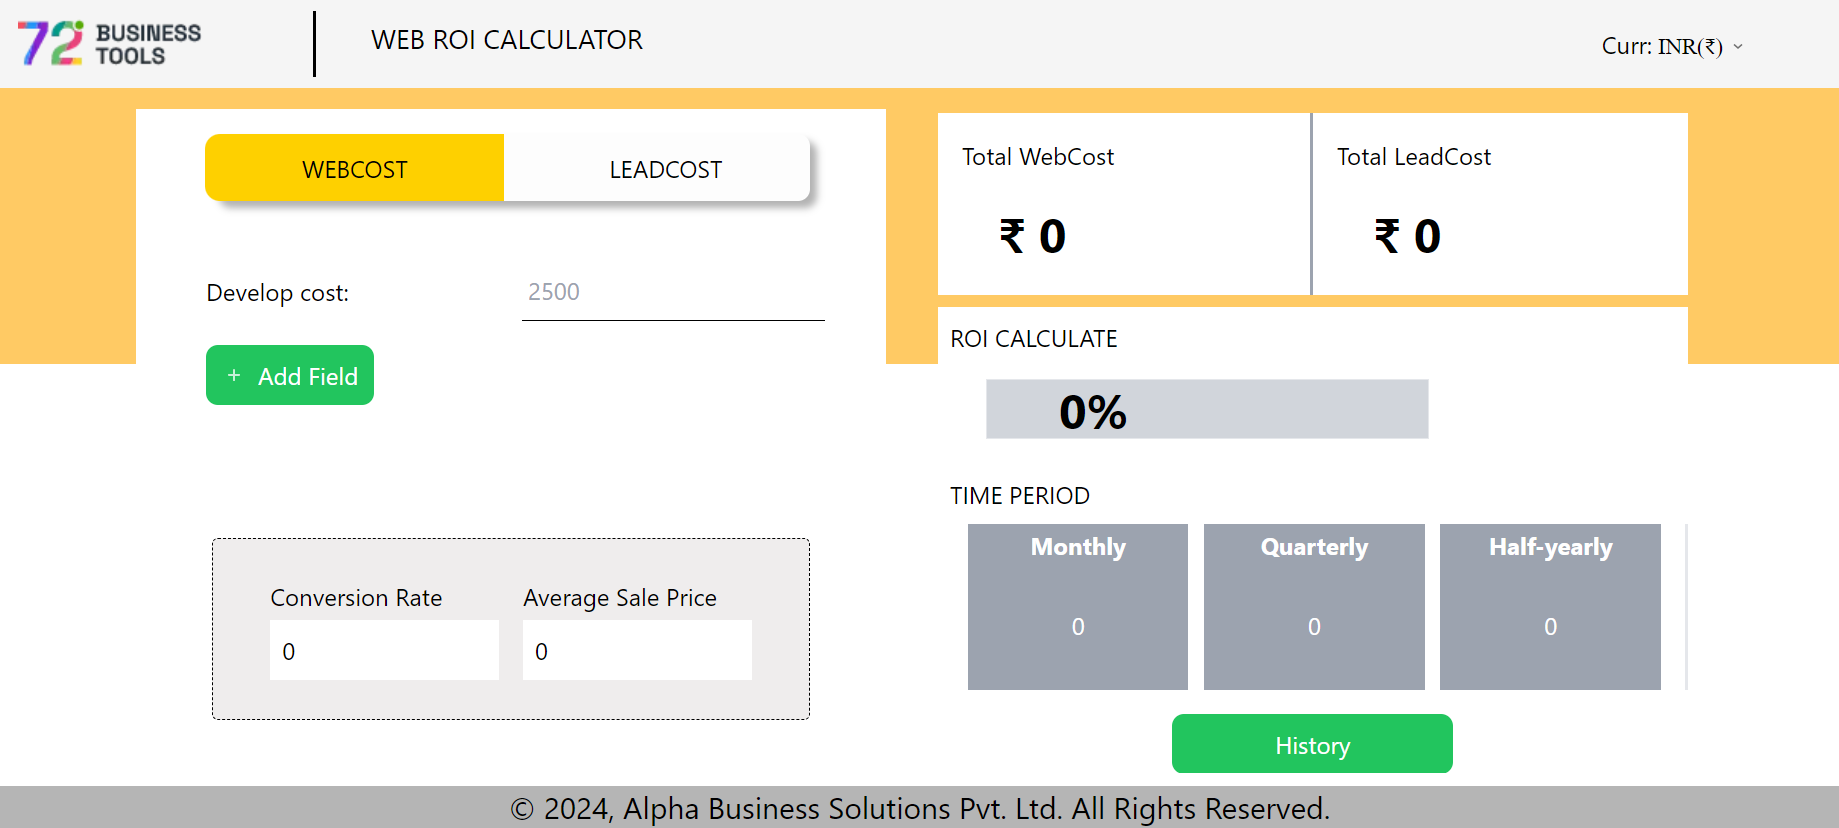 72 BUSINESS
TOOLS
WEB ROI CALCULATOR
Curr: INR(₹)
WEBCOST
LEADCOST
Develop cost:
2500
+ Add Field
Conversion Rate
Average Sale Price
0
0
Total WebCost
Total LeadCost
₹ 0
₹ 0
ROI CALCULATE
0%
TIME PERIOD
Monthly
Quarterly
Half-yearly
0
0
0
History
© 2024, Alpha Business Solutions Pvt. Ltd. All Rights Reserved.